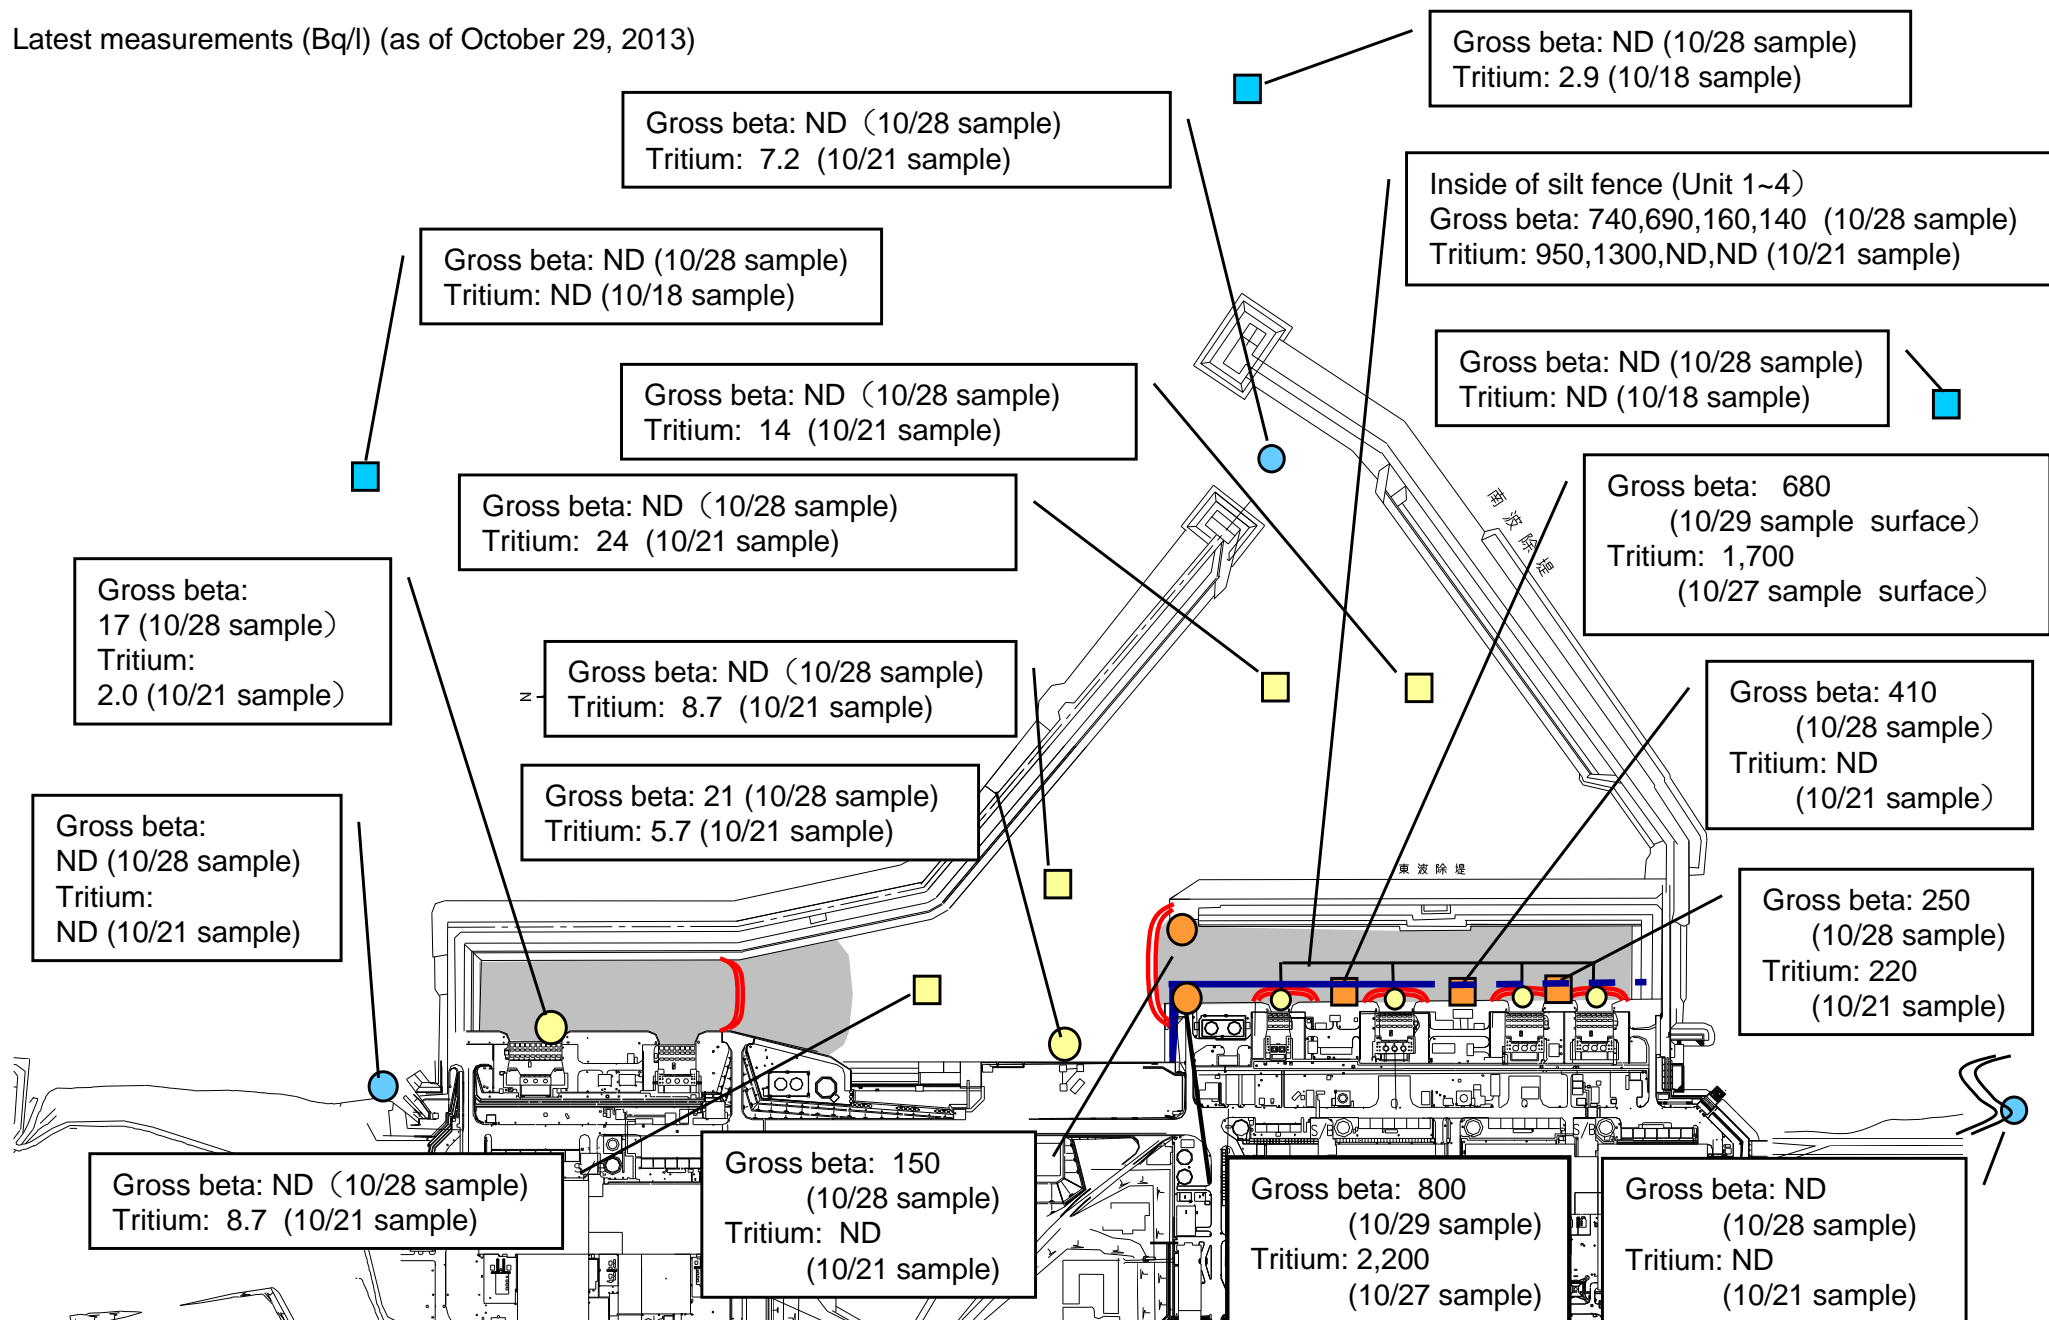 Latest measurements (Bq/l) (as of October 29, 2013)
Gross beta: ND (10/28 sample)
Tritium: 2.9 (10/18 sample)
Gross beta: ND（10/28 sample)
Tritium: 7.2 (10/21 sample)
Inside of silt fence (Unit 1~4）
Gross beta: 740,690,160,140 (10/28 sample)
Tritium: 950,1300,ND,ND (10/21 sample)
Gross beta: ND (10/28 sample)
Tritium: ND (10/18 sample)
Gross beta: ND (10/28 sample)
Tritium: ND (10/18 sample)
Gross beta: ND（10/28 sample)
Tritium: 14 (10/21 sample)
Gross beta: ND（10/28 sample)
Tritium: 24 (10/21 sample)
Gross beta: 680
(10/29 sample surface）
Tritium: 1,700
(10/27 sample surface）
南波除堤
Gross beta:
17 (10/28 sample）
Tritium:
2.0 (10/21 sample）
N
Gross beta: ND（10/28 sample)
Tritium: 8.7 (10/21 sample)
Gross beta: 410
(10/28 sample）
Tritium: ND
(10/21 sample）
Gross beta: 21 (10/28 sample)
Tritium: 5.7 (10/21 sample)
Gross beta:
ND (10/28 sample)
Tritium:
ND (10/21 sample)
東波除堤
Gross beta: 250
(10/28 sample)
Tritium: 220
(10/21 sample)
S/B
S/B
Gross beta: ND（10/28 sample)
Tritium: 8.7 (10/21 sample)
Gross beta: 150
(10/28 sample)
Tritium: ND
(10/21 sample)
Gross beta: 800
(10/29 sample)
Tritium: 2,200
(10/27 sample)
Gross beta: ND
(10/28 sample)
Tritium: ND
(10/21 sample)